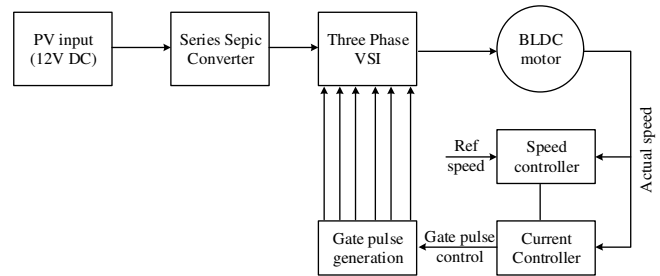 PV input
(12V DC)
Series Sepic
Converter
Three Phase
VSI
BLDC
motor
Actual speed
Ref
speed
Speed
controller
Gate pulse
generation
Gate pulse
control
Current
Controller